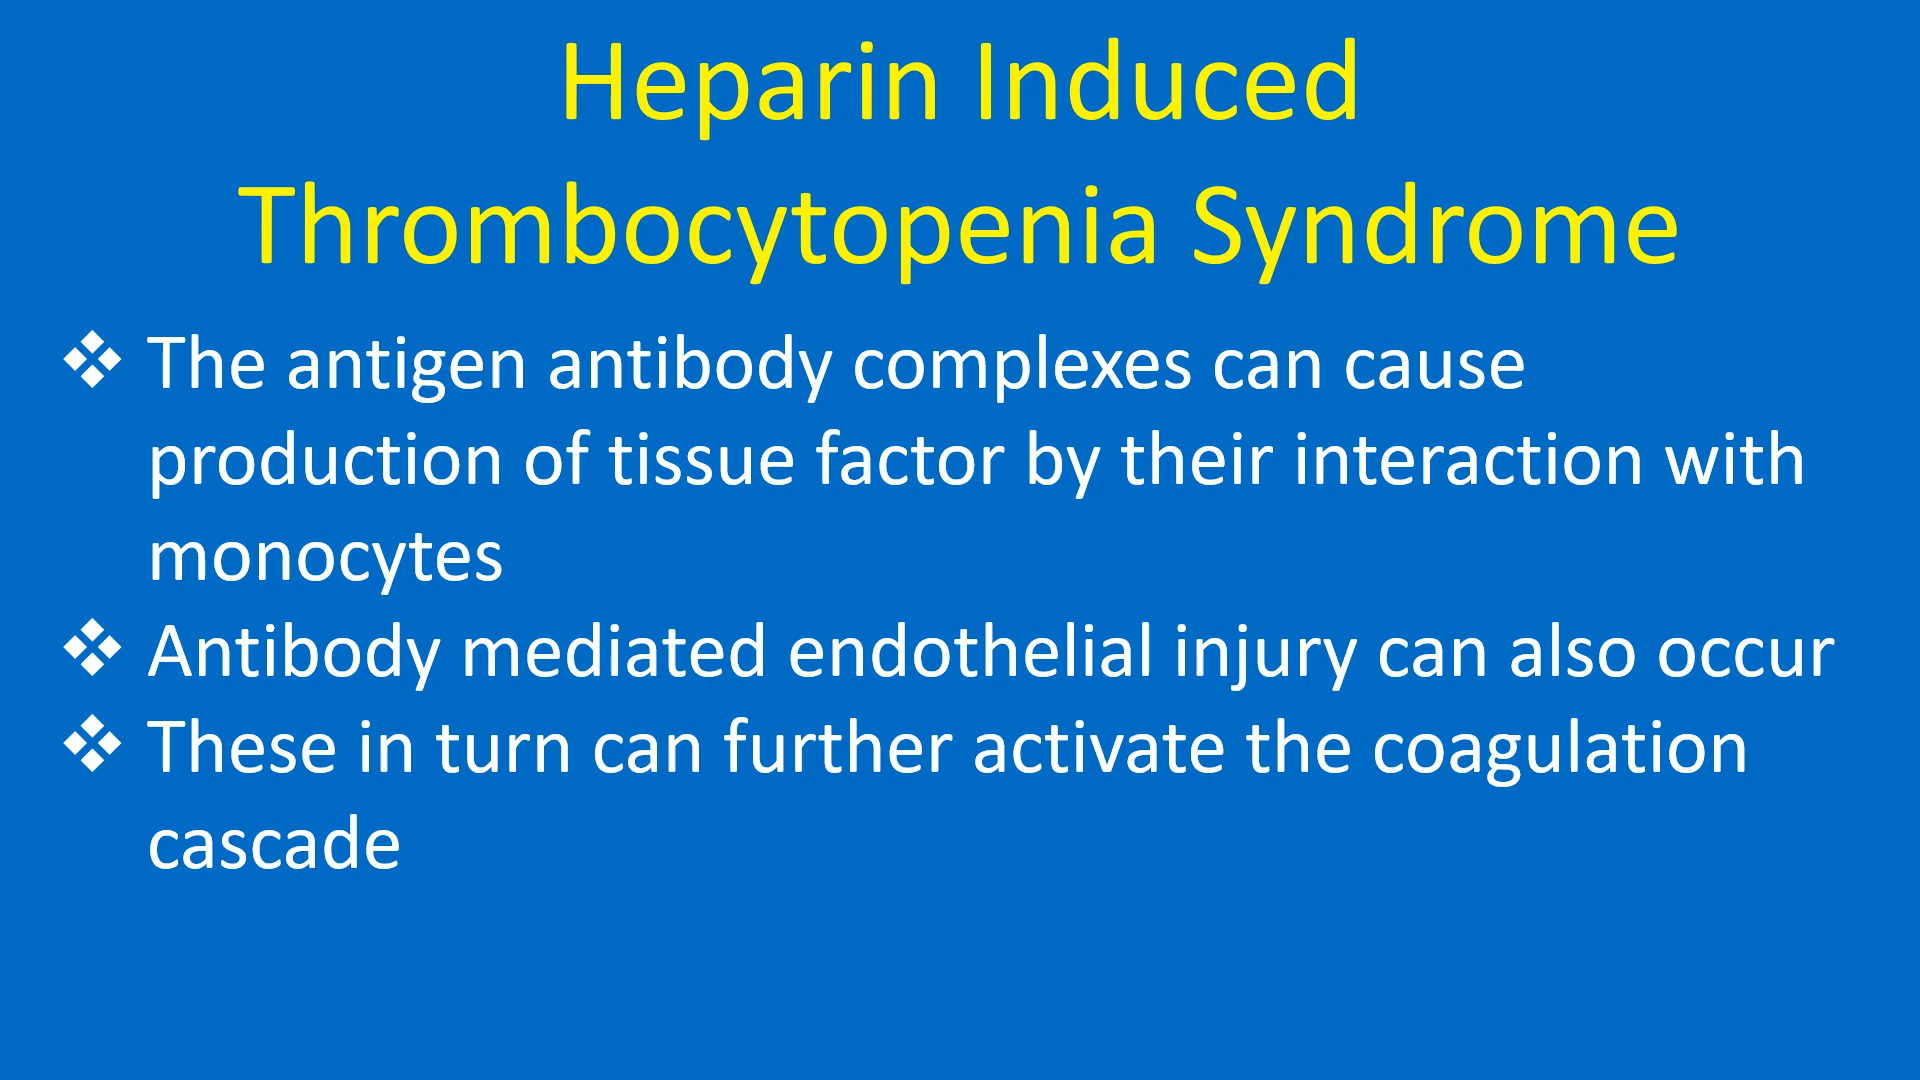 Heparin Induced
Thrombocytopenia Syndrome
❖ The antigen antibody complexes can cause
production of tissue factor by their interaction with
monocytes
❖ Antibody mediated endothelial injury can also occur
❖ These in turn can further activate the coagulation
cascade